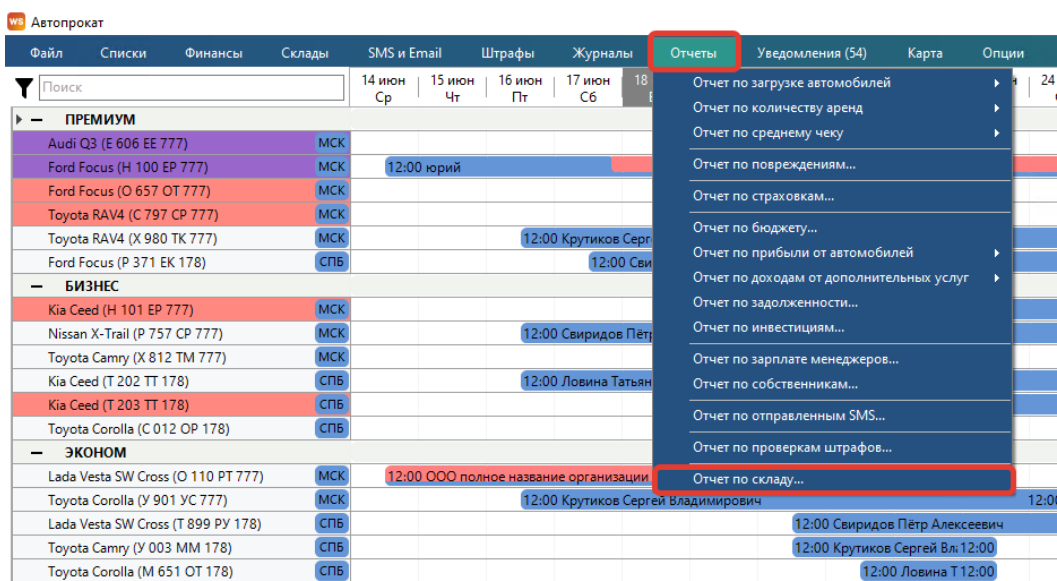 WS Автопрокат
Файл Списки Финансы Склады SMS и Email Штрафы Журналы Отчеты Уведомления (54) Карта Опции
Поиск
14 июн 15 июн 16 июн 17 июн 18 24
Ср Чт Пт Сб
ПРЕМИУМ
Audi Q3 (Е 606 ЕЕ 777) МСК
Ford Focus (Н 100 ЕР 777) МСК 12:00 юрий
Ford Focus (О 657 ОТ 777) МСК
Toyota RAV4 (С 797 СР 777) МСК
Toyota RAV4 (Х 980 ТК 777) МСК 12:00 Крутиков Серг
Ford Focus (Р 371 ЕК 178) СПБ 12:00 Сви
БИЗНЕС
Kia Ceed (Н 101 ЕР 777) МСК
Nissan X-Trail (Р 757 СР 777) МСК 12:00 Свиридов Пётр
Toyota Camry (Х 812 ТМ 777) МСК
Kia Ceed (Т 202 ТТ 178) СПБ 12:00 Ловина Татьян
Kia Ceed (Т 203 ТТ 178) СПБ
Toyota Corolla (С 012 ОР 178) СПБ
ЭКОНОМ
Lada Vesta SW Cross (О 110 РТ 777) МСК 12:00 ООО полное название организации
Toyota Corolla (У 901 УС 777) МСК 12:00 Крутиков Сергей Владимирович 12:00
Lada Vesta SW Cross (Т 899 РУ 178) СПБ 12:00 Свиридов Пётр Алексеевич
Toyota Camry (У 003 ММ 178) СПБ 12:00 Крутиков Сергей Вл 12:00
Toyota Corolla (М 651 ОТ 178) СПБ 12:00 Ловина Т 12:00
Отчет по загрузке автомобилей
Отчет по количеству аренд
Отчет по среднему чеку
Отчет по повреждениям...
Отчет по страховкам...
Отчет по бюджету...
Отчет по прибыли от автомобилей
Отчет по доходам от дополнительных услуг
Отчет по задолженности...
Отчет по инвестициям...
Отчет по зарплате менеджеров...
Отчет по собственникам...
Отчет по отправленным SMS...
Отчет по проверкам штрафов...
Отчет по складу...